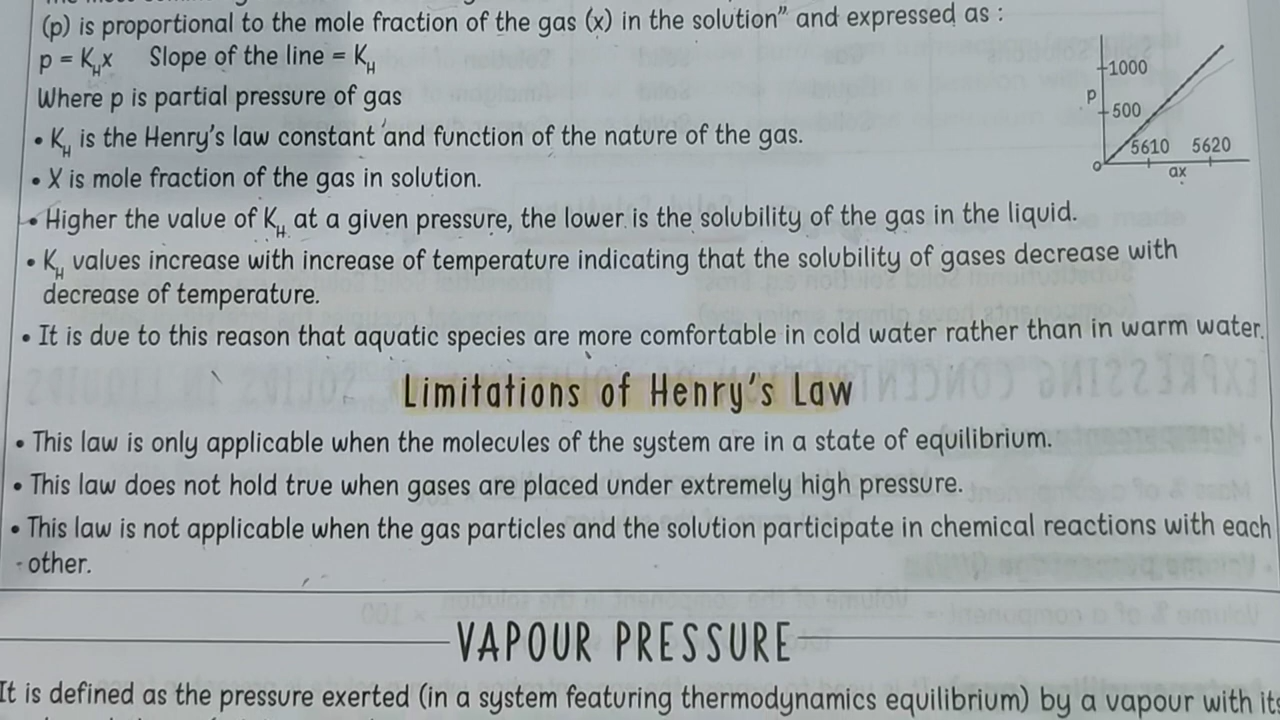 (p) is proportional to the mole fraction of the gas (x) in the solution” and expressed as :
p = K_H x Slope of the line = K_H
Where p is partial pressure of gas
• K_H is the Henry's law constant and function of the nature of the gas.
• X is mole fraction of the gas in solution.
• Higher the value of K_H at a given pressure, the lower is the solubility of the gas in the liquid.
• K_H values increase with increase of temperature indicating that the solubility of gases decrease with
decrease of temperature.
• It is due to this reason that aquatic species are more comfortable in cold water rather than in warm water.
1000
p
500
5610 5620
o
ax
Limitations of Henry's Law
• This law is only applicable when the molecules of the system are in a state of equilibrium.
• This law does not hold true when gases are placed under extremely high pressure.
• This law is not applicable when the gas particles and the solution participate in chemical reactions with each
other.
VAPOUR PRESSURE
It is defined as the pressure exerted (in a system featuring thermodynamics equilibrium) by a vapour with its